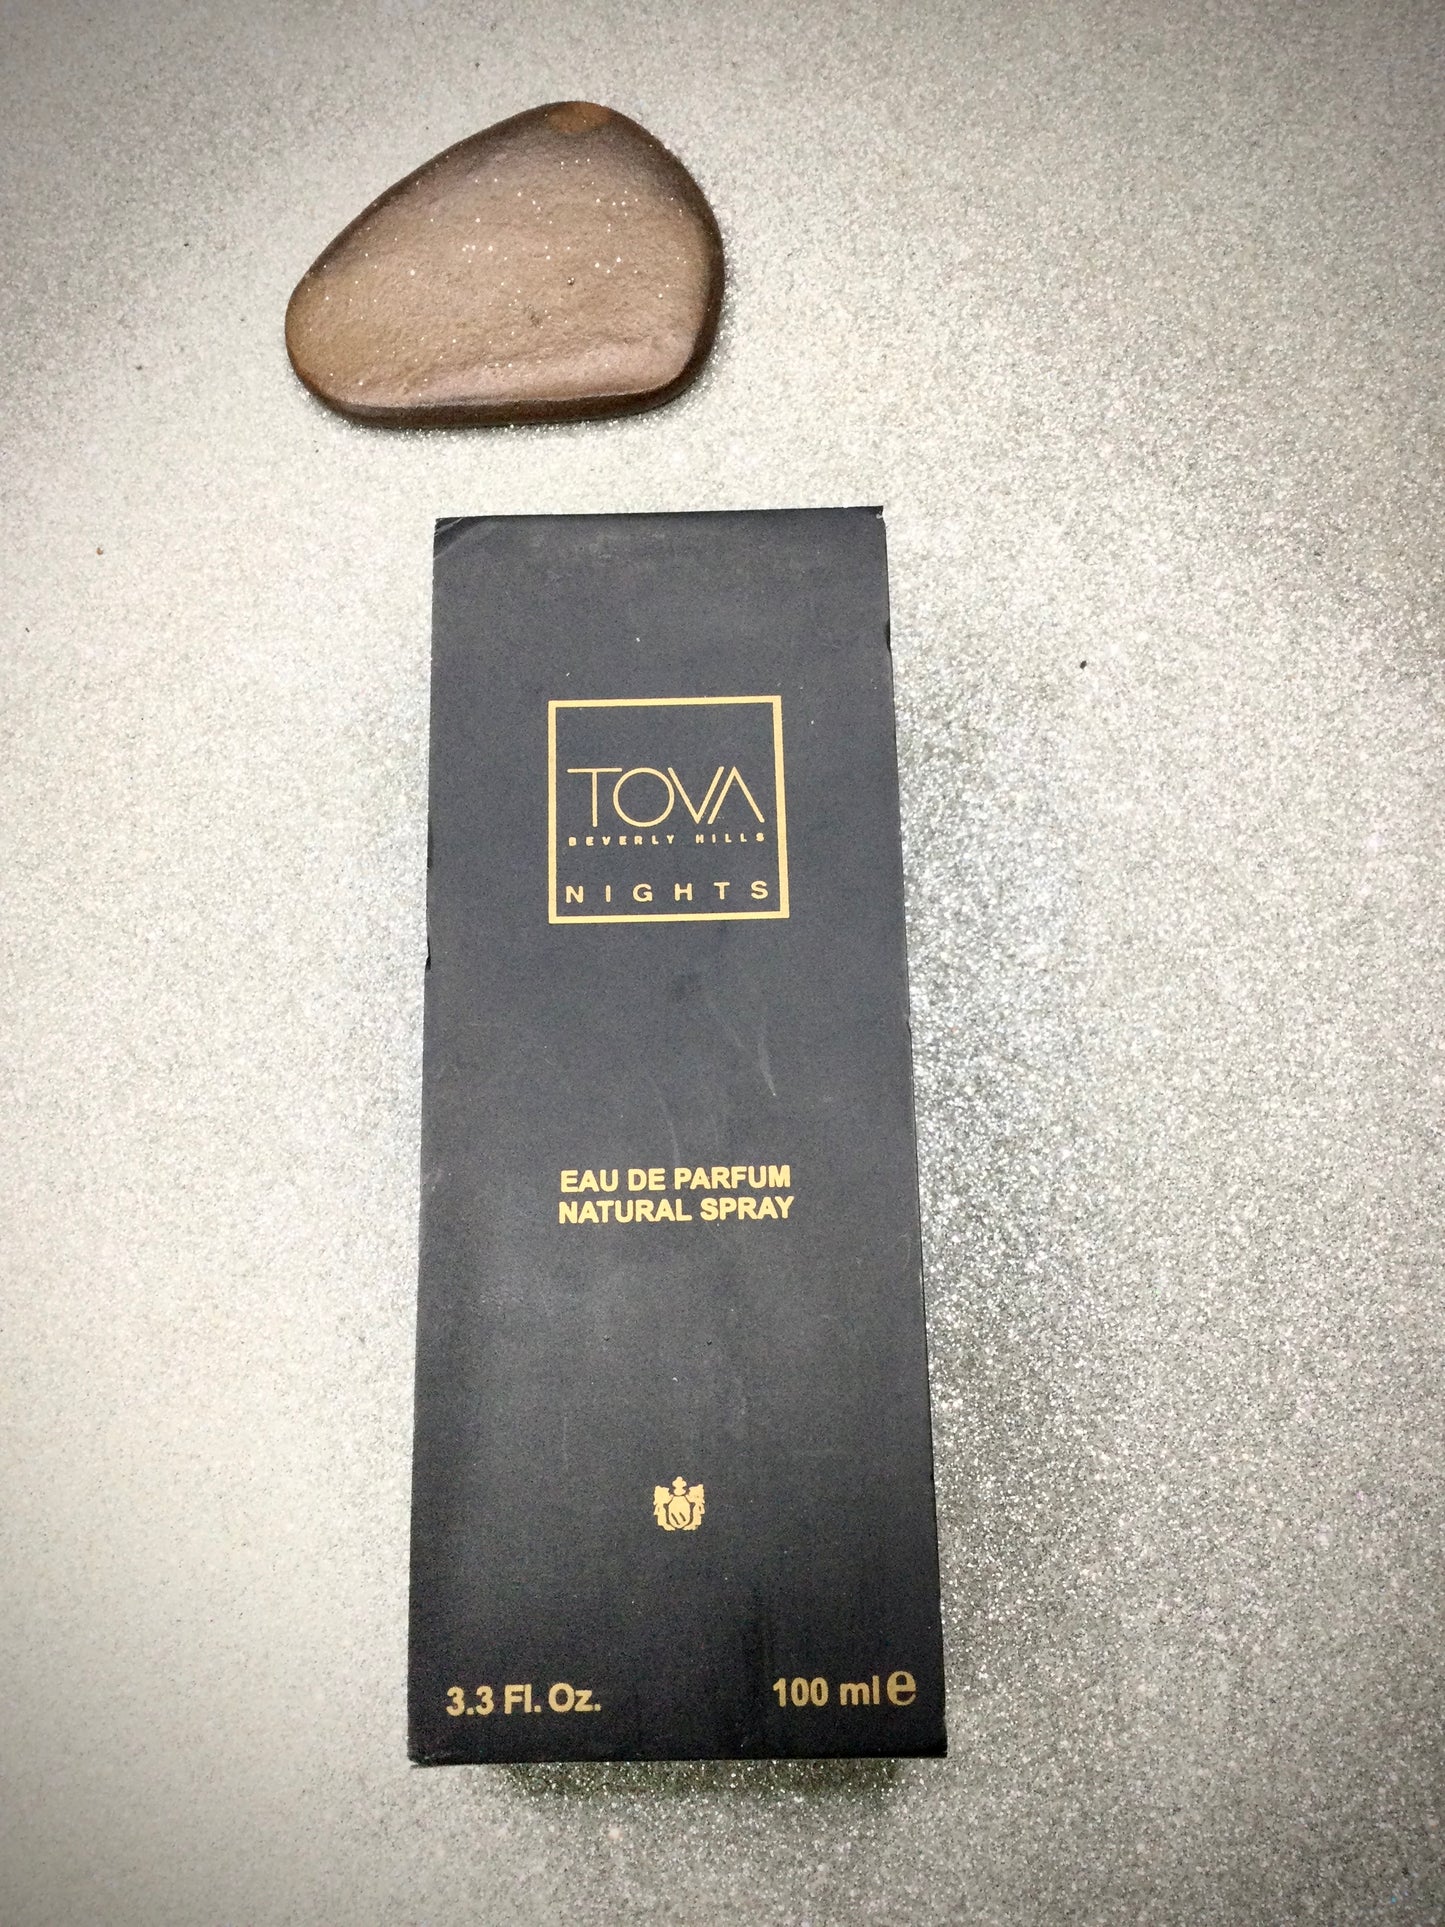 TOVA
BEVERLY HILLS
NIGHTS
EAU DE PARFUM
NATURAL SPRAY
3.3 Fl. Oz. 100 ml e